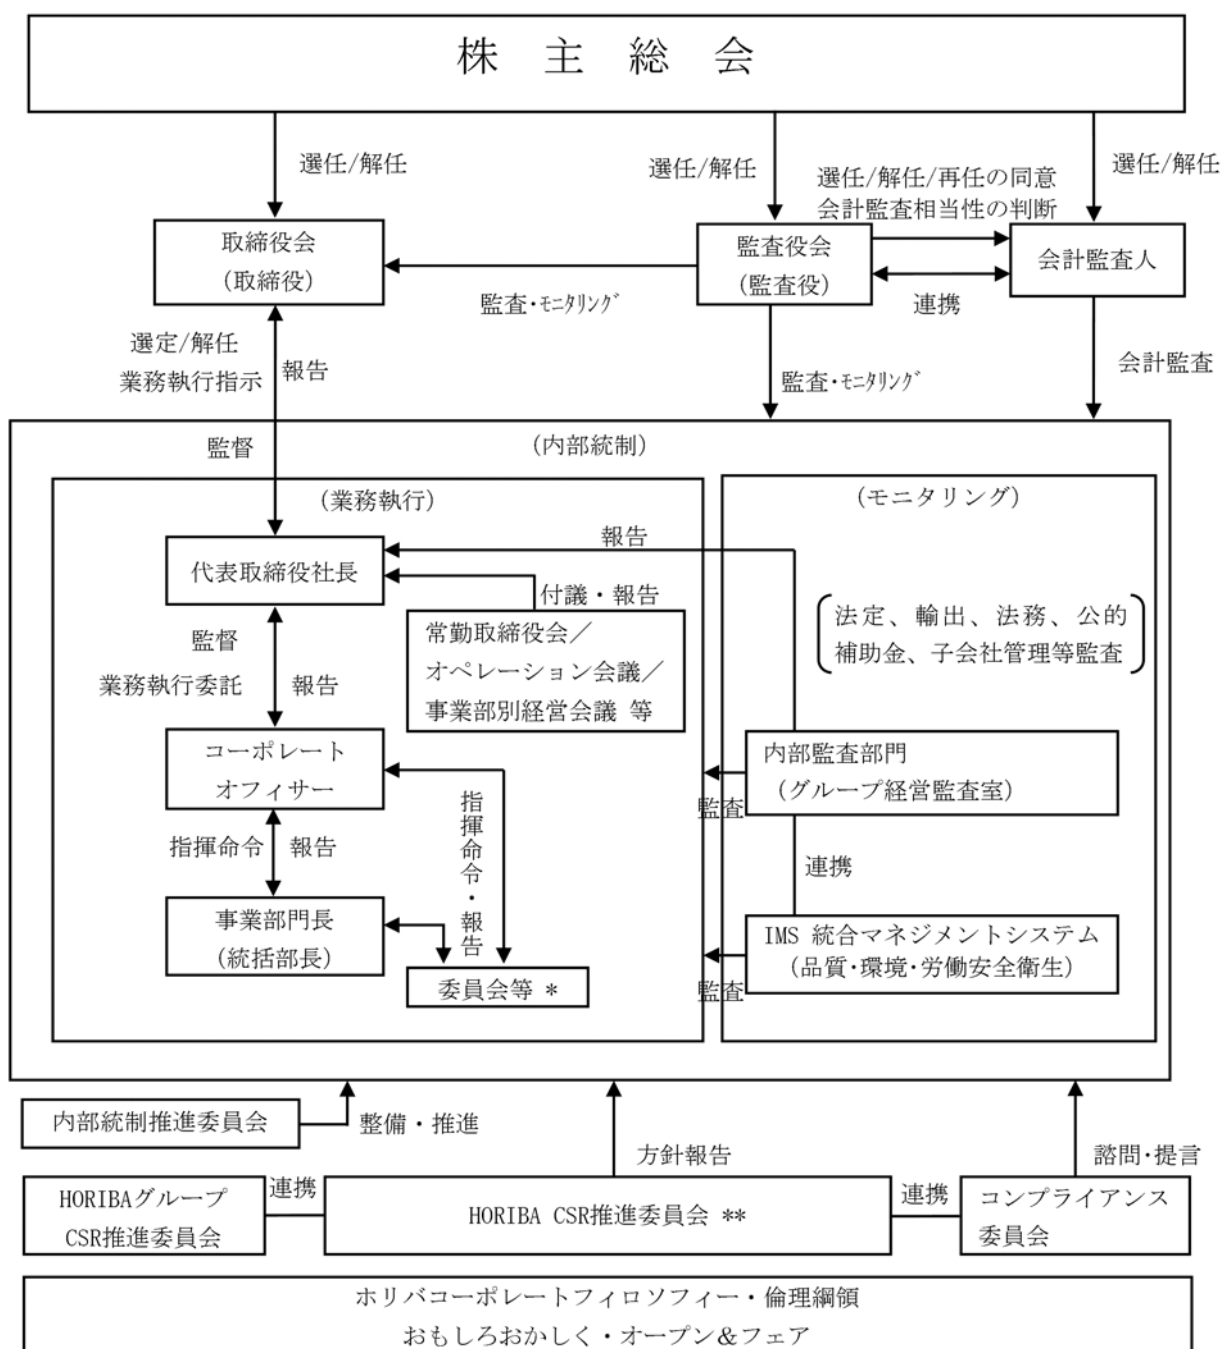 株 主 総 会
選任/解任
選任/解任
選任/解任/再任の同意
会計監査相当性の判断
選任/解任
取締役会
(取締役)
監査・ﾓﾆﾀﾘﾝｸﾞ
監査役会
(監査役)
連携
会計監査人
選定/解任
業務執行指示
報告
監督
監査・ﾓﾆﾀﾘﾝｸﾞ
会計監査
(内部統制)
(業務執行)
代表取締役社長
報告
付議・報告
常勤取締役会／
オペレーション会議／
事業部別経営会議 等
監督
業務執行委託
報告
コーポレート
オフィサー
指揮命令
報告
指揮命令・報告
事業部門長
(統括部長)
委員会等 *
(モニタリング)
法定、輸出、法務、公的
補助金、子会社管理等監査
内部監査部門
(グループ経営監査室)
監査
連携
IMS 統合マネジメントシステム
(品質・環境・労働安全衛生)
監査
内部統制推進委員会
整備・推進
方針報告
諮問・提言
HORIBAグループ
CSR推進委員会
連携
HORIBA CSR推進委員会 **
連携
コンプライアンス
委員会
ホリバコーポレートフィロソフィー・倫理綱領
おもしろおかしく・オープン＆フェア